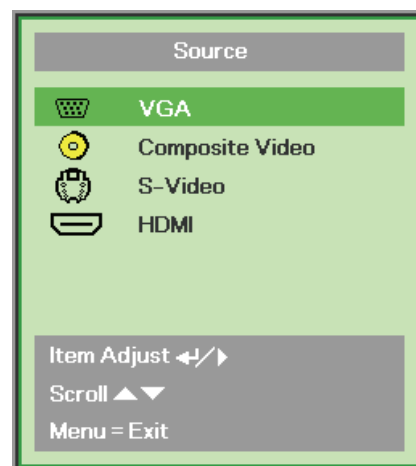 Source
VGA
Composite Video
S-Video
HDMI
Item Adjust ↵/▶
Scroll ▲▼
Menu = Exit